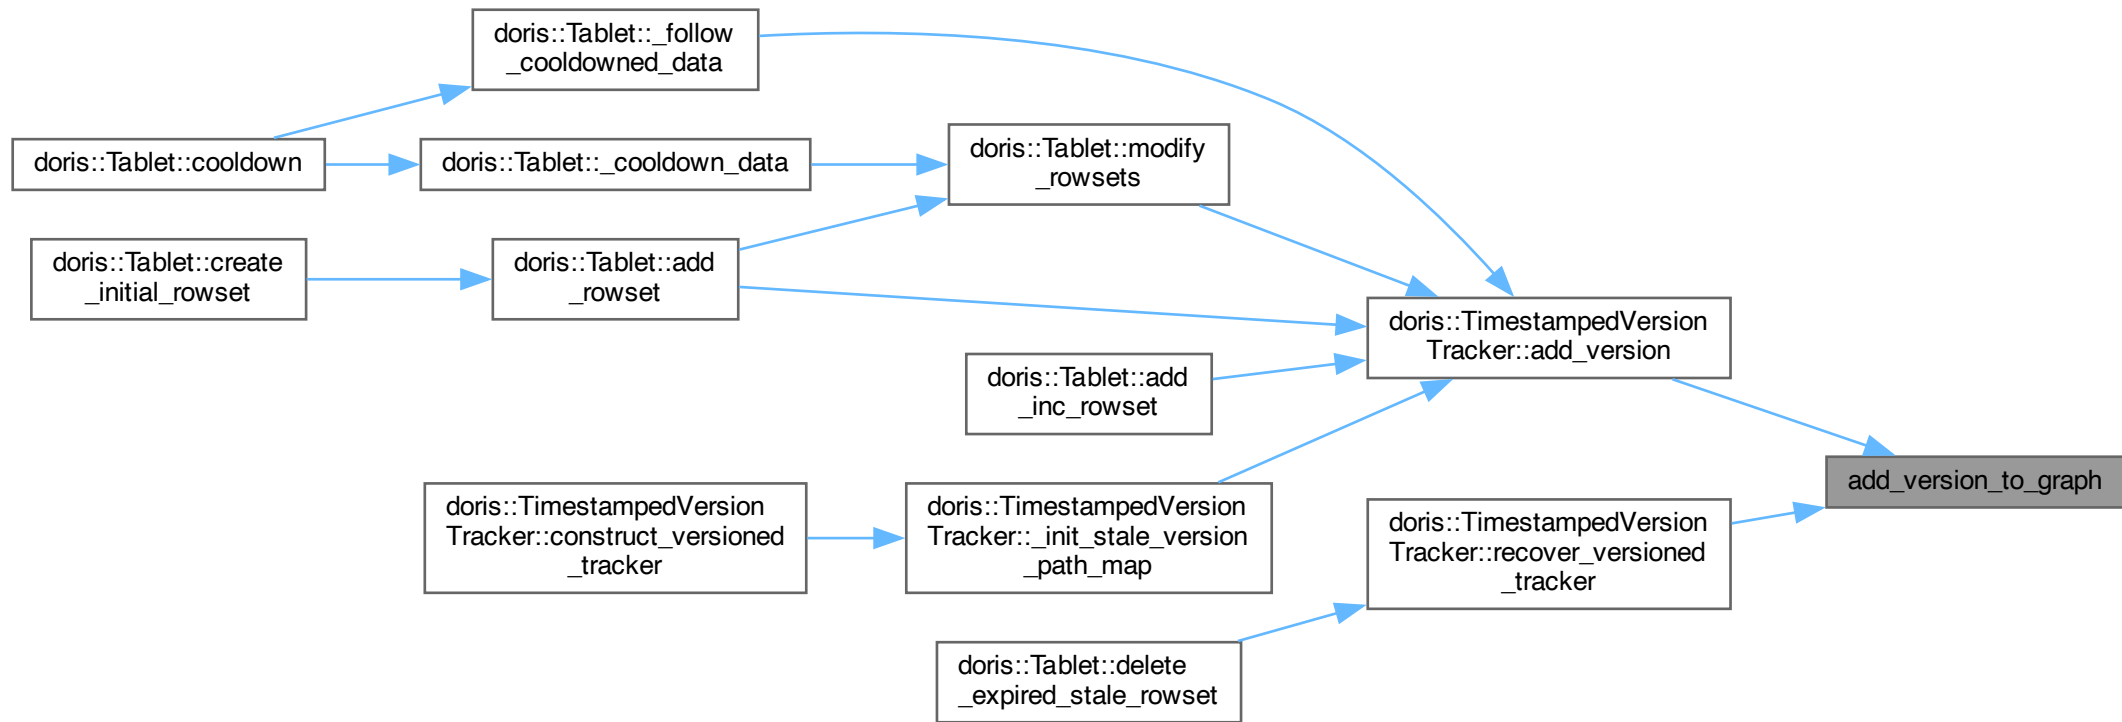 doris::Tablet::_follow
_cooldowned_data
doris::Tablet::cooldown
doris::Tablet::_cooldown_data
doris::Tablet::modify
_rowsets
doris::Tablet::create
_initial_rowset
doris::Tablet::add
_rowset
doris::TimestampedVersion
Tracker::add_version
doris::Tablet::add
_inc_rowset
add_version_to_graph
doris::TimestampedVersion
Tracker::construct_versioned
_tracker
doris::TimestampedVersion
Tracker::_init_stale_version
_path_map
doris::TimestampedVersion
Tracker::recover_versioned
_tracker
doris::Tablet::delete
_expired_stale_rowset